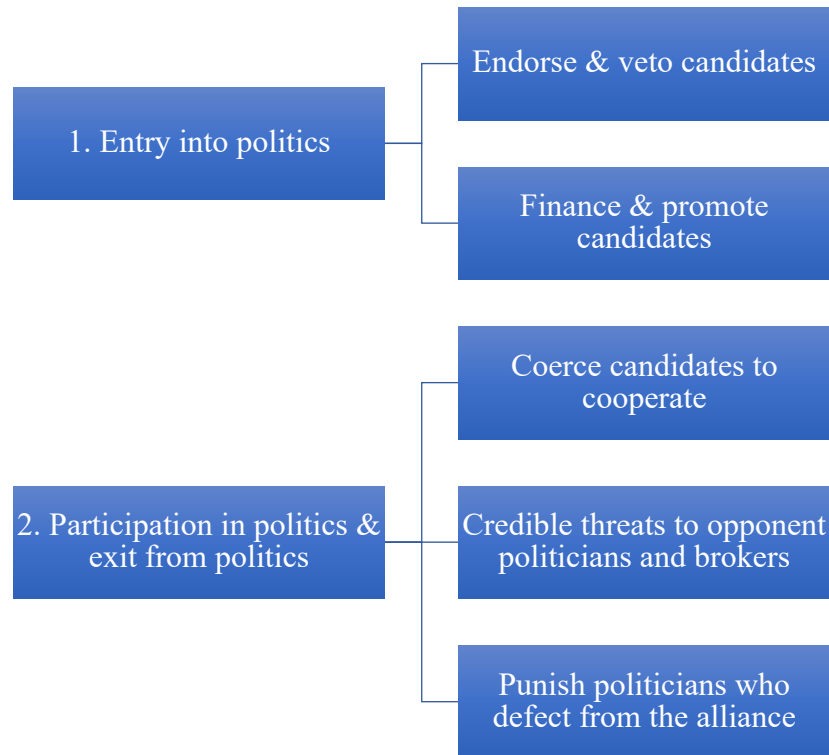 1. Entry into politics
Endorse & veto candidates
Finance & promote
candidates
2. Participation in politics &
exit from politics
Coerce candidates to
cooperate
Credible threats to opponent
politicians and brokers
Punish politicians who
defect from the alliance